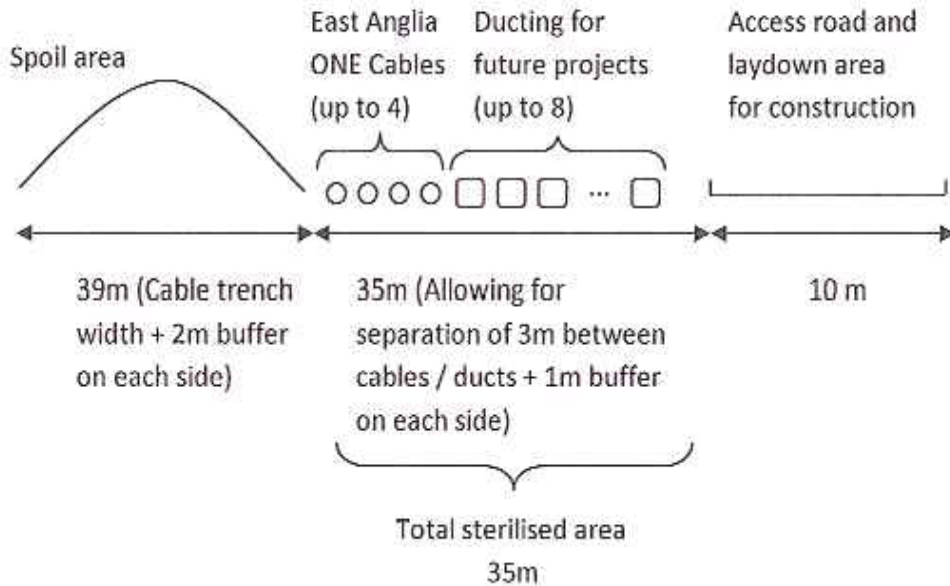 Spoil area
East Anglia
ONE Cables
(up to 4)
Ducting for
future projects
(up to 8)
Access road and
laydown area
for construction
...
39m (Cable trench
width + 2m buffer
on each side)
35m (Allowing for
separation of 3m between
cables / ducts + 1m buffer
on each side)
10 m
Total sterilised area
35m